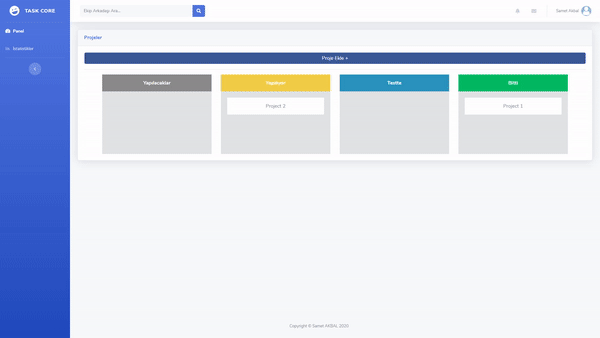 TASK CORE
Ekip Arkadaşı Ara...
Samet Akbal
Panel
İstatistikler
Projeler
Proje Ekle +
Yapılacaklar
Yapılıyor
Testte
Bitti
Project 2
Project 1
Copyright © Samet AKBAL 2020